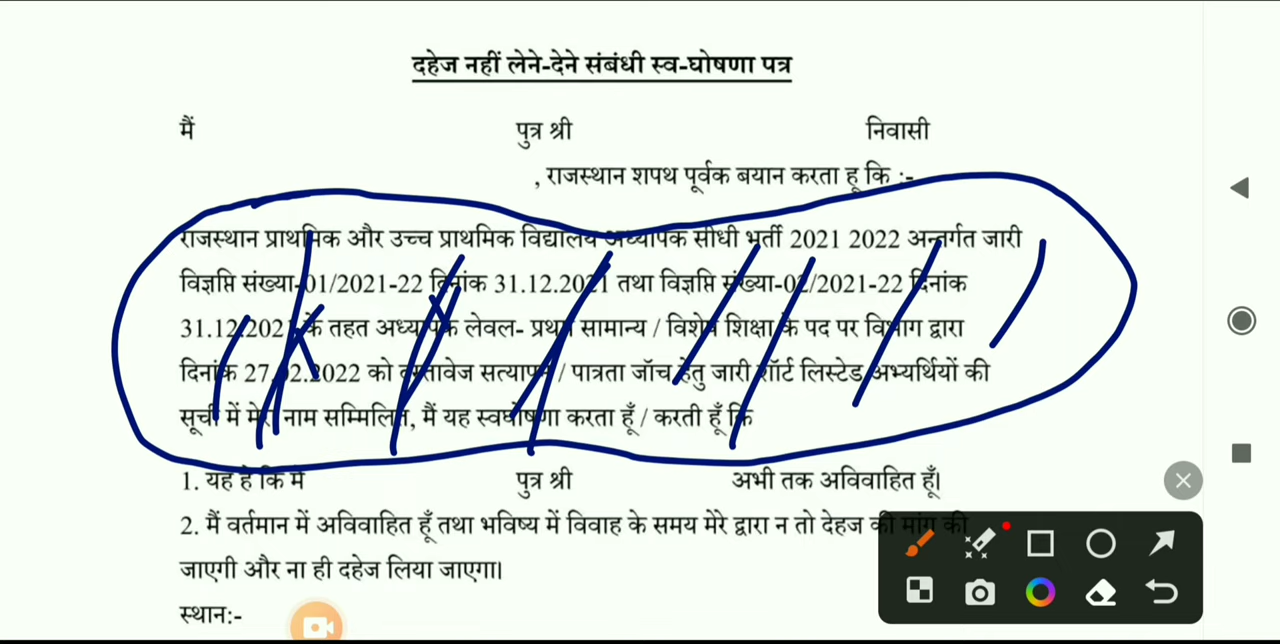 दहेज नहीं लेने-देने संबंधी स्व-घोषणा पत्र
मैं पुत्र श्री निवासी
, राजस्थान शपथ पूर्वक बयान करता हू कि :-
राजस्थान प्राथमिक और उच्च प्राथमिक विद्यालय अध्यापक सीधी भर्ती 2021 2022 अन्तर्गत जारी
विज्ञप्ति संख्या-01/2021-22 दिनांक 31.12.2021 तथा विज्ञप्ति संख्या-02/2021-22 दिनांक
31.12.2021 के तहत अध्यापक लेवल- प्रथम सामान्य / विशेष शिक्षा के पद पर विभाग द्वारा
दिनांक 27.02.2022 को दस्तावेज सत्यापन / पात्रता जॉच हेतु जारी शॉर्ट लिस्टेड अभ्यर्थियों की
सूची में मेरा नाम सम्मिलित, मैं यह स्वघोषणा करता हूँ / करती हूँ कि
1. यह है कि मैं पुत्र श्री अभी तक अविवाहित हूँ।
2. मैं वर्तमान में अविवाहित हूँ तथा भविष्य में विवाह के समय मेरे द्वारा न तो देहज की मांग की
जाएगी और ना ही दहेज लिया जाएगा।
स्थान:-